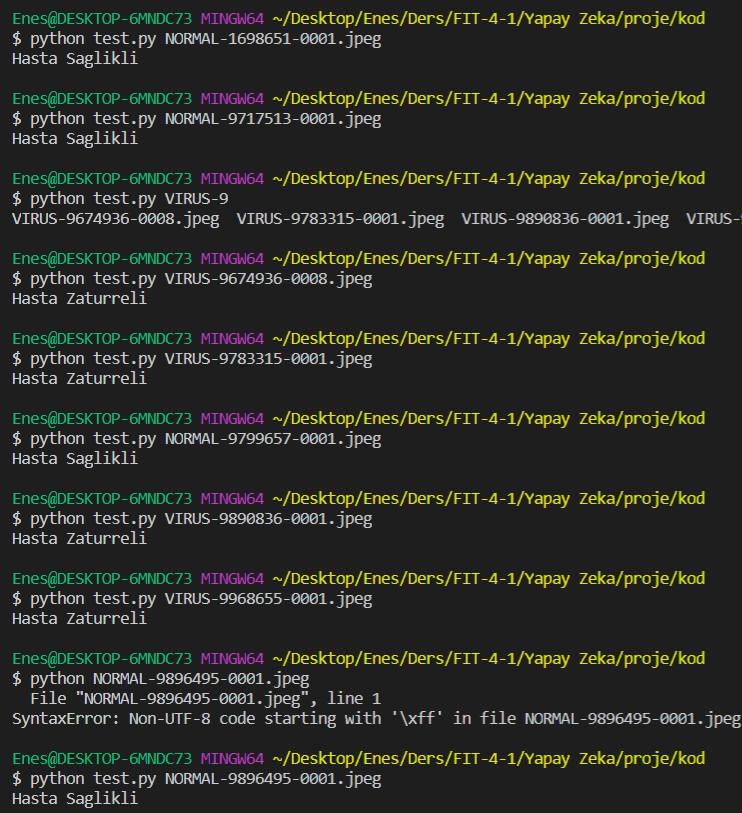 Enes@DESKTOP-6MNDC73 MINGW64 ~/Desktop/Enes/Ders/FIT-4-1/Yapay Zeka/proje/kod
$ python test.py NORMAL-1698651-0001.jpeg
Hasta Saglikli
Enes@DESKTOP-6MNDC73 MINGW64 ~/Desktop/Enes/Ders/FIT-4-1/Yapay Zeka/proje/kod
$ python test.py NORMAL-9717513-0001.jpeg
Hasta Saglikli
Enes@DESKTOP-6MNDC73 MINGW64 ~/Desktop/Enes/Ders/FIT-4-1/Yapay Zeka/proje/kod
$ python test.py VIRUS-9
VIRUS-9674936-0008.jpeg  VIRUS-9783315-0001.jpeg  VIRUS-9890836-0001.jpeg  VIRUS-
Enes@DESKTOP-6MNDC73 MINGW64 ~/Desktop/Enes/Ders/FIT-4-1/Yapay Zeka/proje/kod
$ python test.py VIRUS-9674936-0008.jpeg
Hasta Zaturreli
Enes@DESKTOP-6MNDC73 MINGW64 ~/Desktop/Enes/Ders/FIT-4-1/Yapay Zeka/proje/kod
$ python test.py VIRUS-9783315-0001.jpeg
Hasta Zaturreli
Enes@DESKTOP-6MNDC73 MINGW64 ~/Desktop/Enes/Ders/FIT-4-1/Yapay Zeka/proje/kod
$ python test.py NORMAL-9799657-0001.jpeg
Hasta Saglikli
Enes@DESKTOP-6MNDC73 MINGW64 ~/Desktop/Enes/Ders/FIT-4-1/Yapay Zeka/proje/kod
$ python test.py VIRUS-9890836-0001.jpeg
Hasta Zaturreli
Enes@DESKTOP-6MNDC73 MINGW64 ~/Desktop/Enes/Ders/FIT-4-1/Yapay Zeka/proje/kod
$ python test.py VIRUS-9968655-0001.jpeg
Hasta Zaturreli
Enes@DESKTOP-6MNDC73 MINGW64 ~/Desktop/Enes/Ders/FIT-4-1/Yapay Zeka/proje/kod
$ python NORMAL-9896495-0001.jpeg
File "NORMAL-9896495-0001.jpeg", line 1
SyntaxError: Non-UTF-8 code starting with '\xff' in file NORMAL-9896495-0001.jpeg
Enes@DESKTOP-6MNDC73 MINGW64 ~/Desktop/Enes/Ders/FIT-4-1/Yapay Zeka/proje/kod
$ python test.py NORMAL-9896495-0001.jpeg
Hasta Saglikli